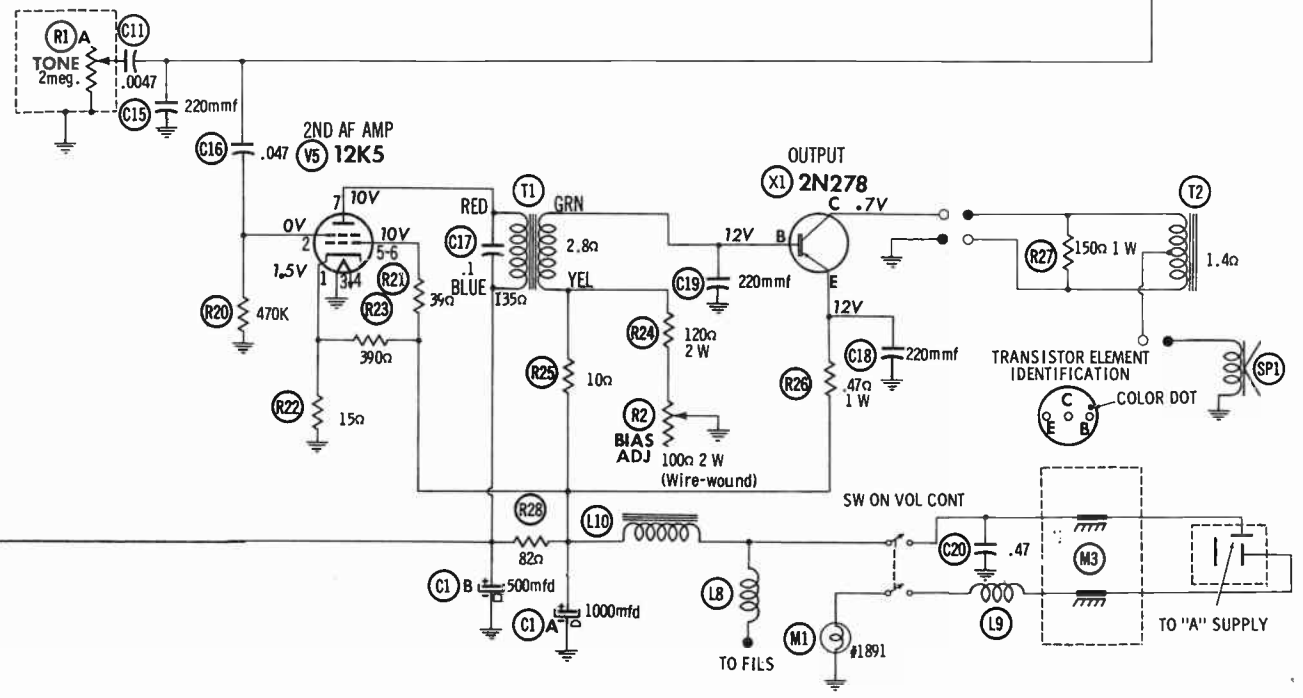 R1 A
TONE
2meg.
C11
.0047
C15
220mmf
C16
.047
2ND AF AMP
V5 12K5
7
10V
0V
2
10V
5-6
1.5V
1
3-4
R20
470K
R21
39Ω
R23
390Ω
R22
15Ω
RED
C17
.1
BLUE
135Ω
T1
GRN
2.8Ω
YEL
R24
120Ω
2 W
R25
10Ω
R2
BIAS
ADJ
100Ω 2 W
(Wire-wound)
OUTPUT
X1 2N278
C
.7V
12V
B
C19
220mmf
E
12V
C18
220mmf
R26
.47Ω
1 W
R27
150Ω 1 W
T2
1.4Ω
SP1
TRANSISTOR ELEMENT
IDENTIFICATION
C
COLOR DOT
E
B
R28
82Ω
C1 B
500mfd
C1 A
1000mfd
L10
L8
TO FILS
SW ON VOL CONT
M1
#1891
C20
.47
L9
M3
TO "A" SUPPLY